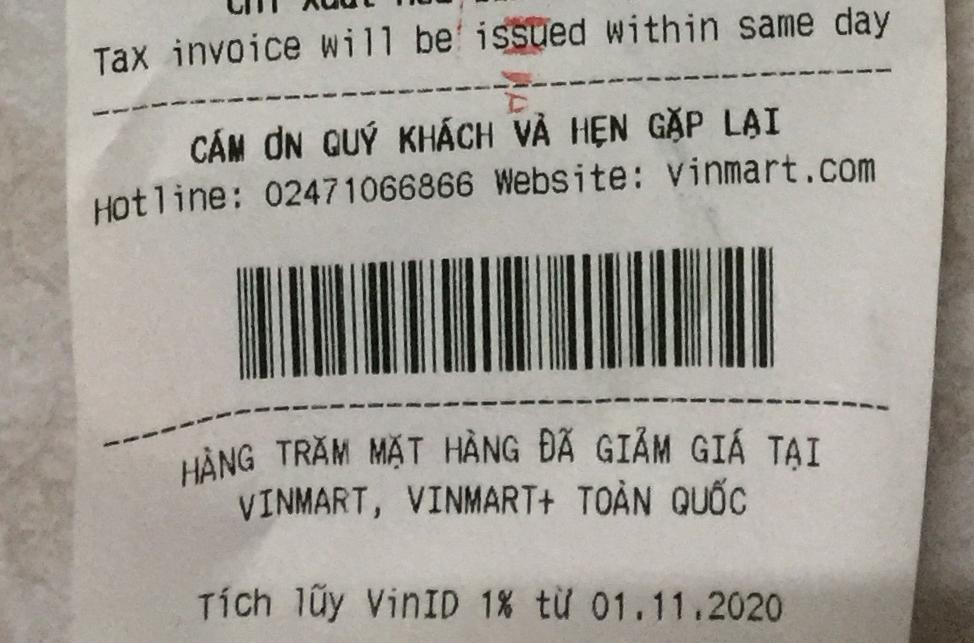 Tax invoice will be issued within same day
CÁM ƠN QUÝ KHÁCH VÀ HẸN GẶP LẠI
Hotline: 02471066866 Website: vinmart.com
HÀNG TRĂM MẶT HÀNG ĐÃ GIẢM GIÁ TẠI
VINMART, VINMART+ TOÀN QUỐC
Tích lũy VinID 1% từ 01.11.2020